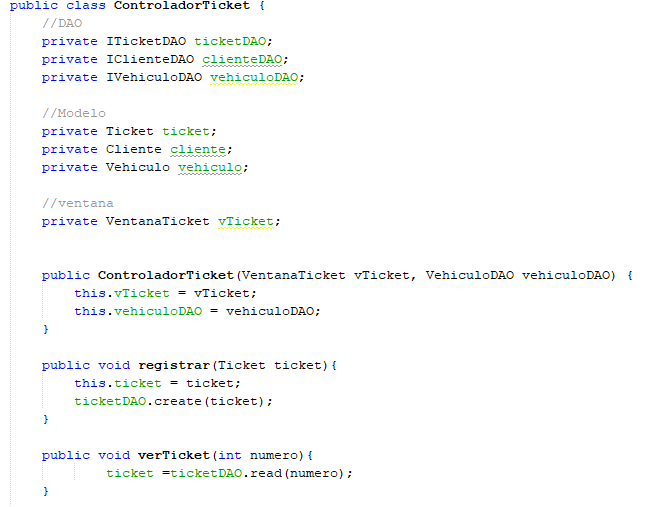 public class ControladorTicket {
//DAO
private ITicketDAO ticketDAO;
private IClienteDAO clienteDAO;
private IVehiculoDAO vehiculoDAO;
//Modelo
private Ticket ticket;
private Cliente cliente;
private Vehiculo vehiculo;
//ventana
private VentanaTicket vTicket;
public ControladorTicket(VentanaTicket vTicket, VehiculoDAO vehiculoDAO) {
this.vTicket = vTicket;
this.vehiculoDAO = vehiculoDAO;
}
public void registrar(Ticket ticket){
this.ticket = ticket;
ticketDAO.create(ticket);
}
public void verTicket(int numero){
ticket =ticketDAO.read(numero);
}